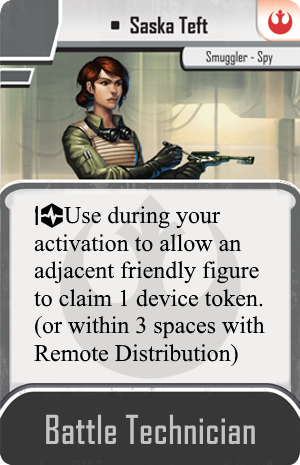 ▪ Saska Teft
Smuggler - Spy
Use during your
activation to allow an
adjacent friendly figure
to claim 1 device token.
(or within 3 spaces with
Remote Distribution)
Battle Technician